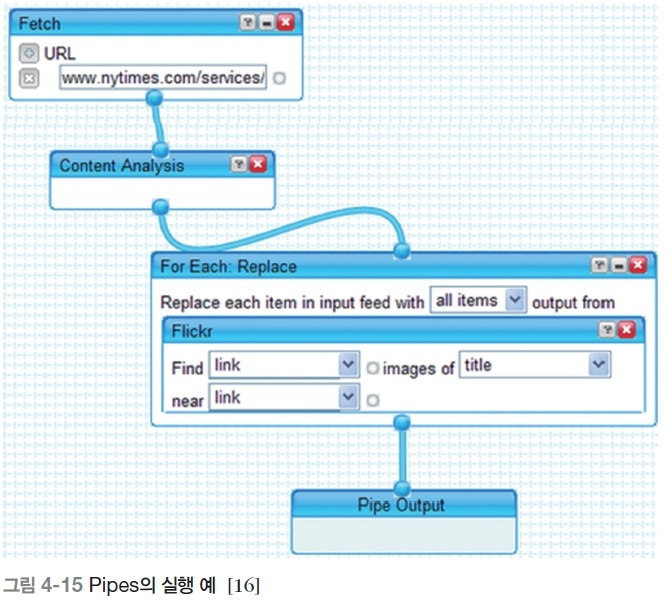 Fetch
URL
www.nytimes.com/services/
Content Analysis
For Each: Replace
Replace each item in input feed with all items output from
Flickr
Find link images of title
near link
Pipe Output
그림 4-15 Pipes의 실행 예 [16]